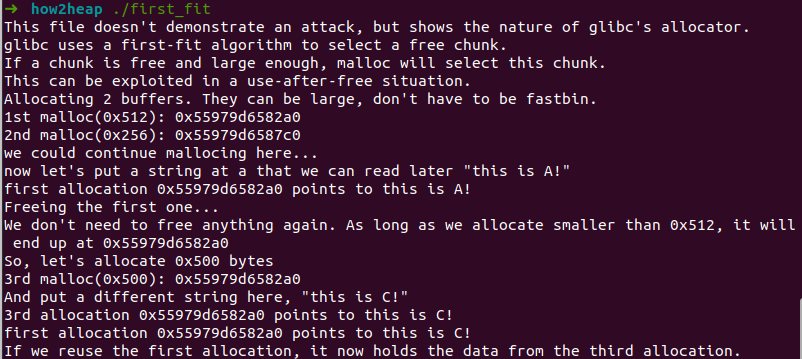 ➜ how2heap ./first_fit
This file doesn't demonstrate an attack, but shows the nature of glibc's allocator.
glibc uses a first-fit algorithm to select a free chunk.
If a chunk is free and large enough, malloc will select this chunk.
This can be exploited in a use-after-free situation.
Allocating 2 buffers. They can be large, don't have to be fastbin.
1st malloc(0x512): 0x55979d6582a0
2nd malloc(0x256): 0x55979d6587c0
we could continue mallocing here...
now let's put a string at a that we can read later "this is A!"
first allocation 0x55979d6582a0 points to this is A!
Freeing the first one...
We don't need to free anything again. As long as we allocate smaller than 0x512, it will
 end up at 0x55979d6582a0
So, let's allocate 0x500 bytes
3rd malloc(0x500): 0x55979d6582a0
And put a different string here, "this is C!"
3rd allocation 0x55979d6582a0 points to this is C!
first allocation 0x55979d6582a0 points to this is C!
If we reuse the first allocation, it now holds the data from the third allocation.